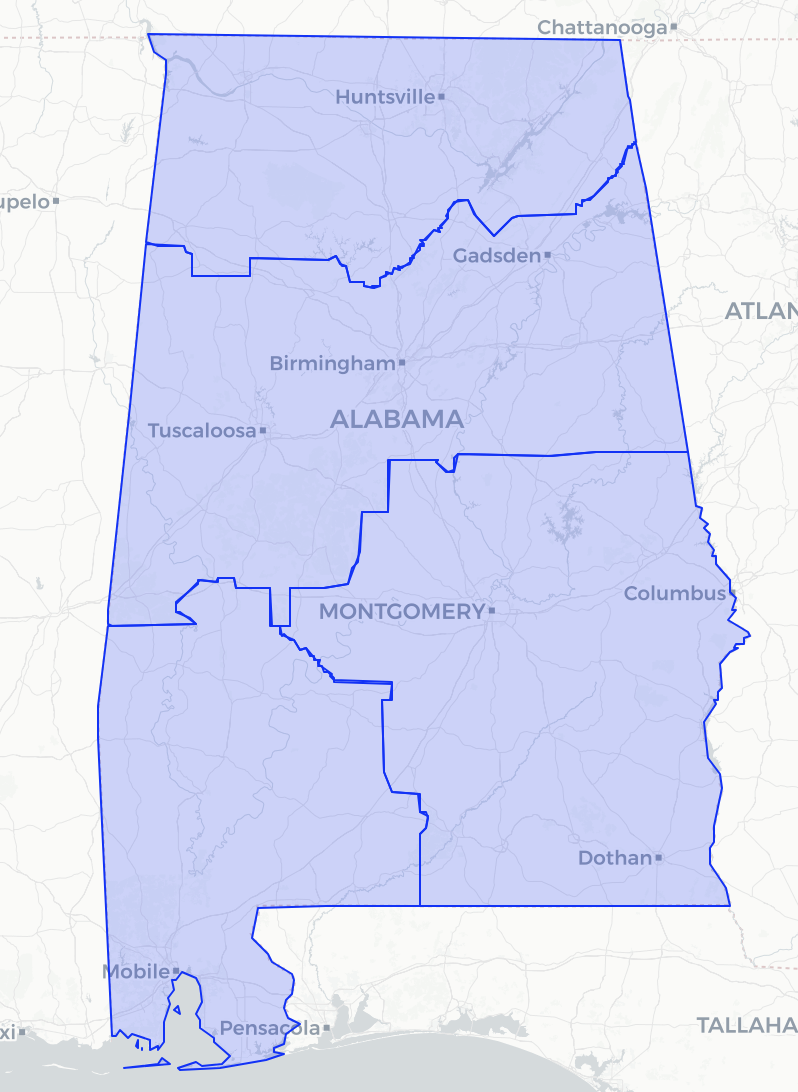 Chattanooga
Huntsville
upelo
Gadsden
ATLAN
Birmingham
ALABAMA
Tuscaloosa
Columbus
MONTGOMERY
Dothan
Mobile
Pensacola
xi
TALLAHA